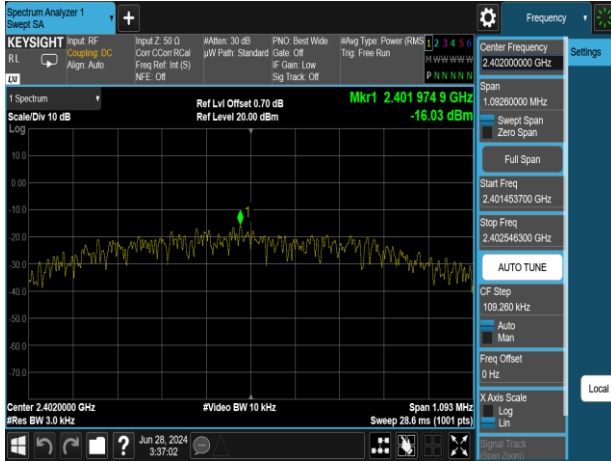 Spectrum Analyzer 1
Swept SA
+
Frequency
KEYSIGHT
RL
LXI
Input: RF
Coupling: DC
Align: Auto
Input Z: 50 Ω
Corr CCorr RCal
Freq Ref: Int (S)
NFE: Off
#Atten: 30 dB
µW Path: Standard
PNO: Best Wide
Gate: Off
IF Gain: Low
Sig Track: Off
#Avg Type: Power (RMS
Trig: Free Run
1 2 3 4 5 6
M W W W W W
P N N N N N
1 Spectrum
Scale/Div 10 dB
Log
Ref Lvl Offset 0.70 dB
Ref Level 20.00 dBm
Mkr1 2.401 974 9 GHz
-16.03 dBm
10.0
0.00
-10.0
-20.0
-30.0
-40.0
-50.0
-60.0
-70.0
1
Center 2.4020000 GHz
#Res BW 3.0 kHz
#Video BW 10 kHz
Span 1.093 MHz
Sweep 28.6 ms (1001 pts)
?
Jun 28, 2024
3:37:02
Center Frequency
2.402000000 GHz
Span
1.09260000 MHz
Swept Span
Zero Span
Full Span
Start Freq
2.401453700 GHz
Stop Freq
2.402546300 GHz
AUTO TUNE
CF Step
109.260 kHz
Auto
Man
Freq Offset
0 Hz
X Axis Scale
Log
Lin
Signal Track
(Span Zoom)
Settings
Local